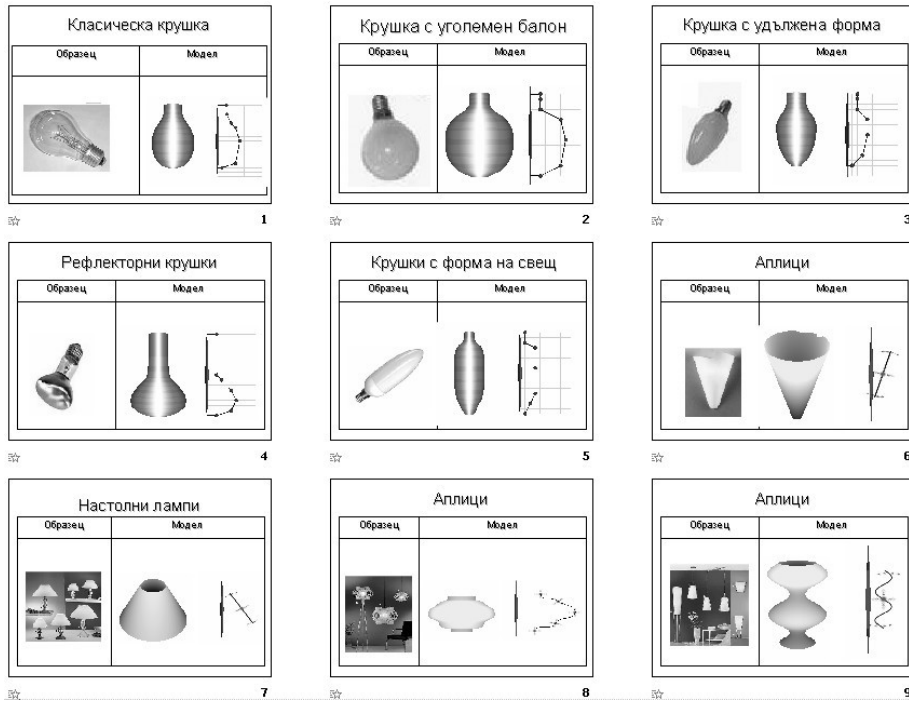 Класическа крушка
Образец Модел
1
Крушка с уголемен балон
Образец Модел
2
Крушка с удължена форма
Образец Модел
3
Рефлекторни крушки
Образец Модел
4
Крушки с форма на свещ
Образец Модел
5
Аплици
Образец Модел
6
Настолни лампи
Образец Модел
7
Аплици
Образец Модел
8
Аплици
Образец Модел
9